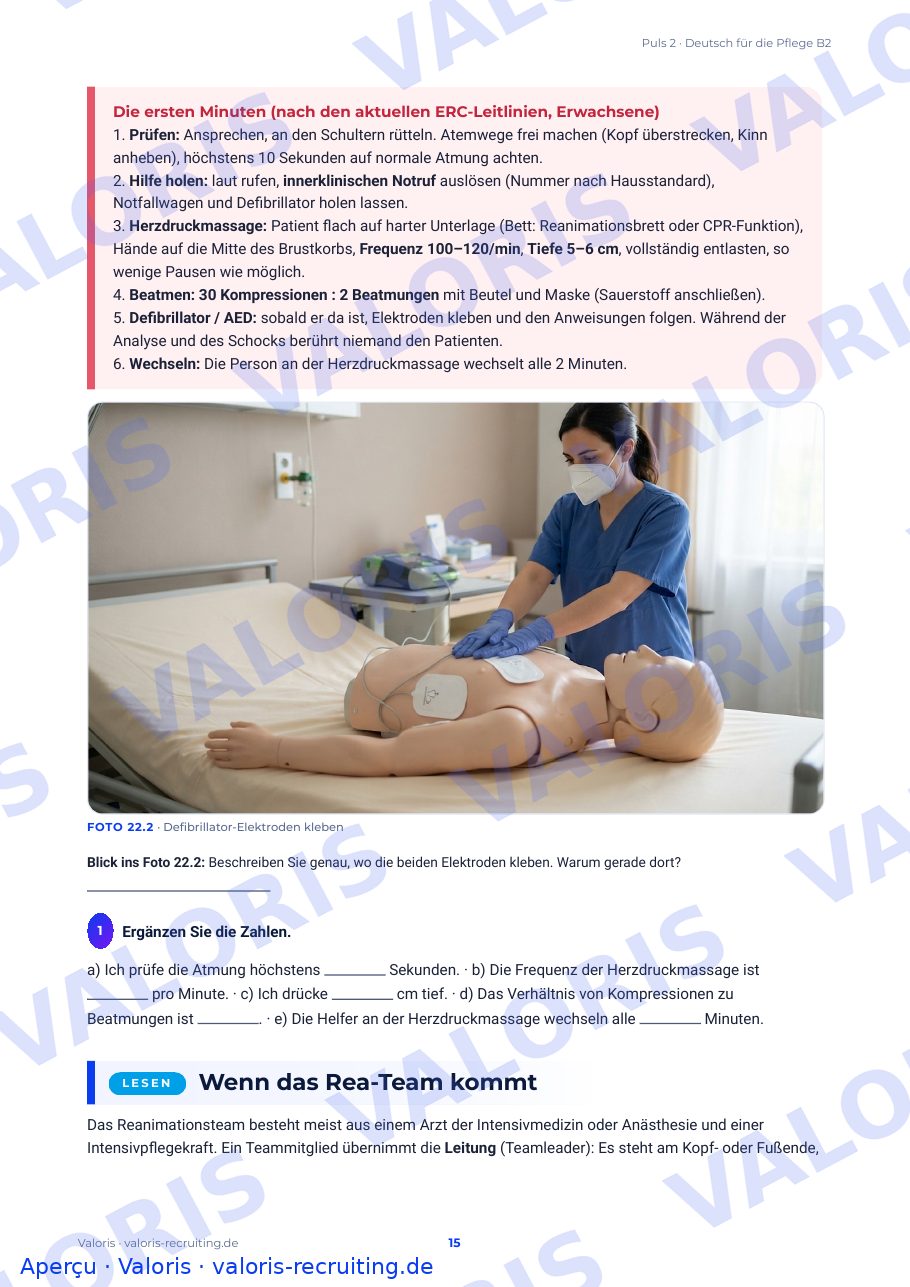 Puls 2 · Deutsch für die Pflege B2
Die ersten Minuten (nach den aktuellen ERC-Leitlinien, Erwachsene)
1. Prüfen: Ansprechen, an den Schultern rütteln. Atemwege frei machen (Kopf überstrecken, Kinn
anheben), höchstens 10 Sekunden auf normale Atmung achten.
2. Hilfe holen: laut rufen, innerklinischen Notruf auslösen (Nummer nach Hausstandard),
Notfallwagen und Defibrillator holen lassen.
3. Herzdruckmassage: Patient flach auf harter Unterlage (Bett: Reanimationsbrett oder CPR-Funktion),
Hände auf die Mitte des Brustkorbs, Frequenz 100–120/min, Tiefe 5–6 cm, vollständig entlasten, so
wenige Pausen wie möglich.
4. Beatmen: 30 Kompressionen : 2 Beatmungen mit Beutel und Maske (Sauerstoff anschließen).
5. Defibrillator / AED: sobald er da ist, Elektroden kleben und den Anweisungen folgen. Während der
Analyse und des Schocks berührt niemand den Patienten.
6. Wechseln: Die Person an der Herzdruckmassage wechselt alle 2 Minuten.
FOTO 22.2 · Defibrillator-Elektroden kleben
Blick ins Foto 22.2: Beschreiben Sie genau, wo die beiden Elektroden kleben. Warum gerade dort?
1 Ergänzen Sie die Zahlen.
a) Ich prüfe die Atmung höchstens ________ Sekunden. · b) Die Frequenz der Herzdruckmassage ist
________ pro Minute. · c) Ich drücke ________ cm tief. · d) Das Verhältnis von Kompressionen zu
Beatmungen ist ________. · e) Die Helfer an der Herzdruckmassage wechseln alle ________ Minuten.
LESEN Wenn das Rea-Team kommt
Das Reanimationsteam besteht meist aus einem Arzt der Intensivmedizin oder Anästhesie und einer
Intensivpflegekraft. Ein Teammitglied übernimmt die Leitung (Teamleader): Es steht am Kopf- oder Fußende,
Valoris · valoris-recruiting.de 15
Aperçu · Valoris · valoris-recruiting.de
VALORIS